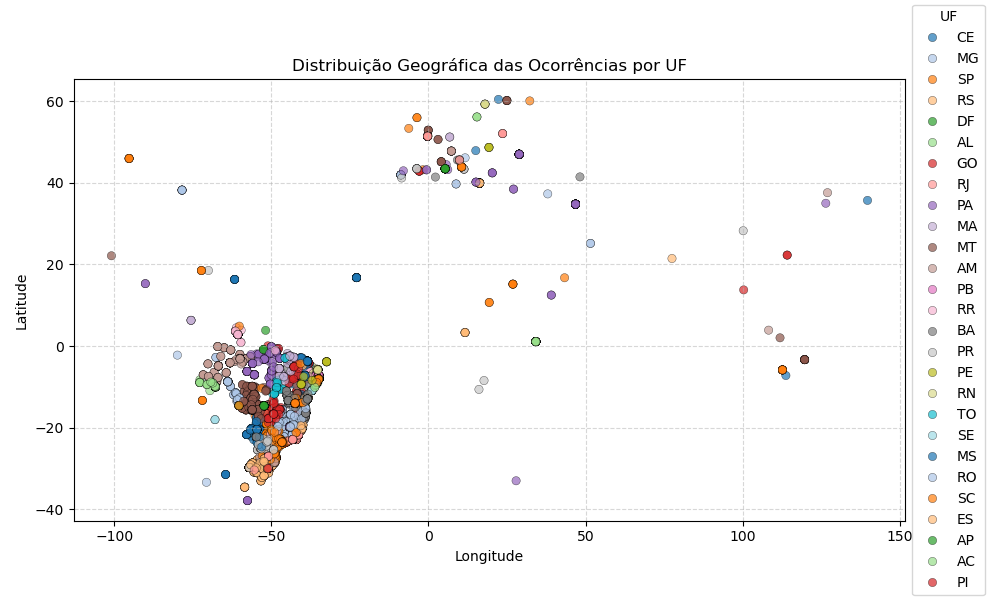 Distribuição Geográfica das Ocorrências por UF
Latitude
60
40
20
0
−20
−40
−100
−50
0
50
100
150
Longitude
UF
CE
MG
SP
RS
DF
AL
GO
RJ
PA
MA
MT
AM
PB
RR
BA
PR
PE
RN
TO
SE
MS
RO
SC
ES
AP
AC
PI